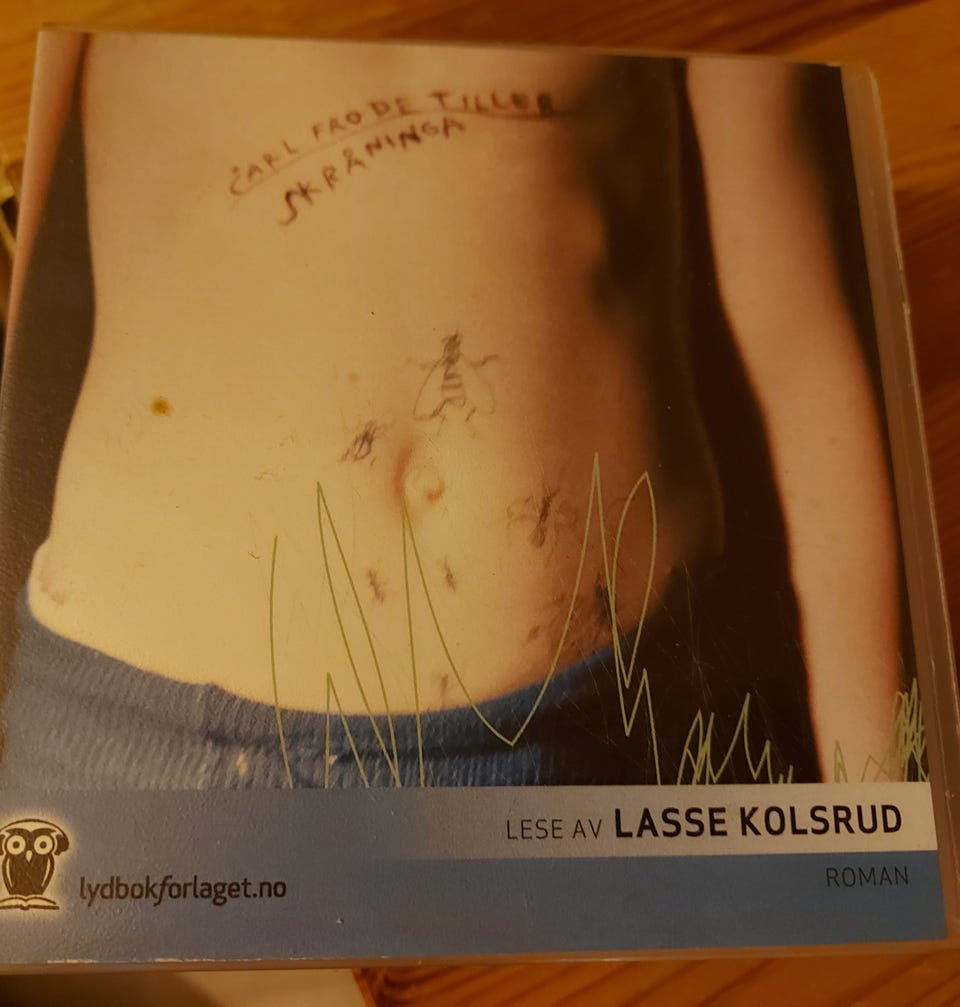 CARL FRODE TILLER
SKRÅNINGA
LESE AV LASSE KOLSRUD
ROMAN
lydbokforlaget.no